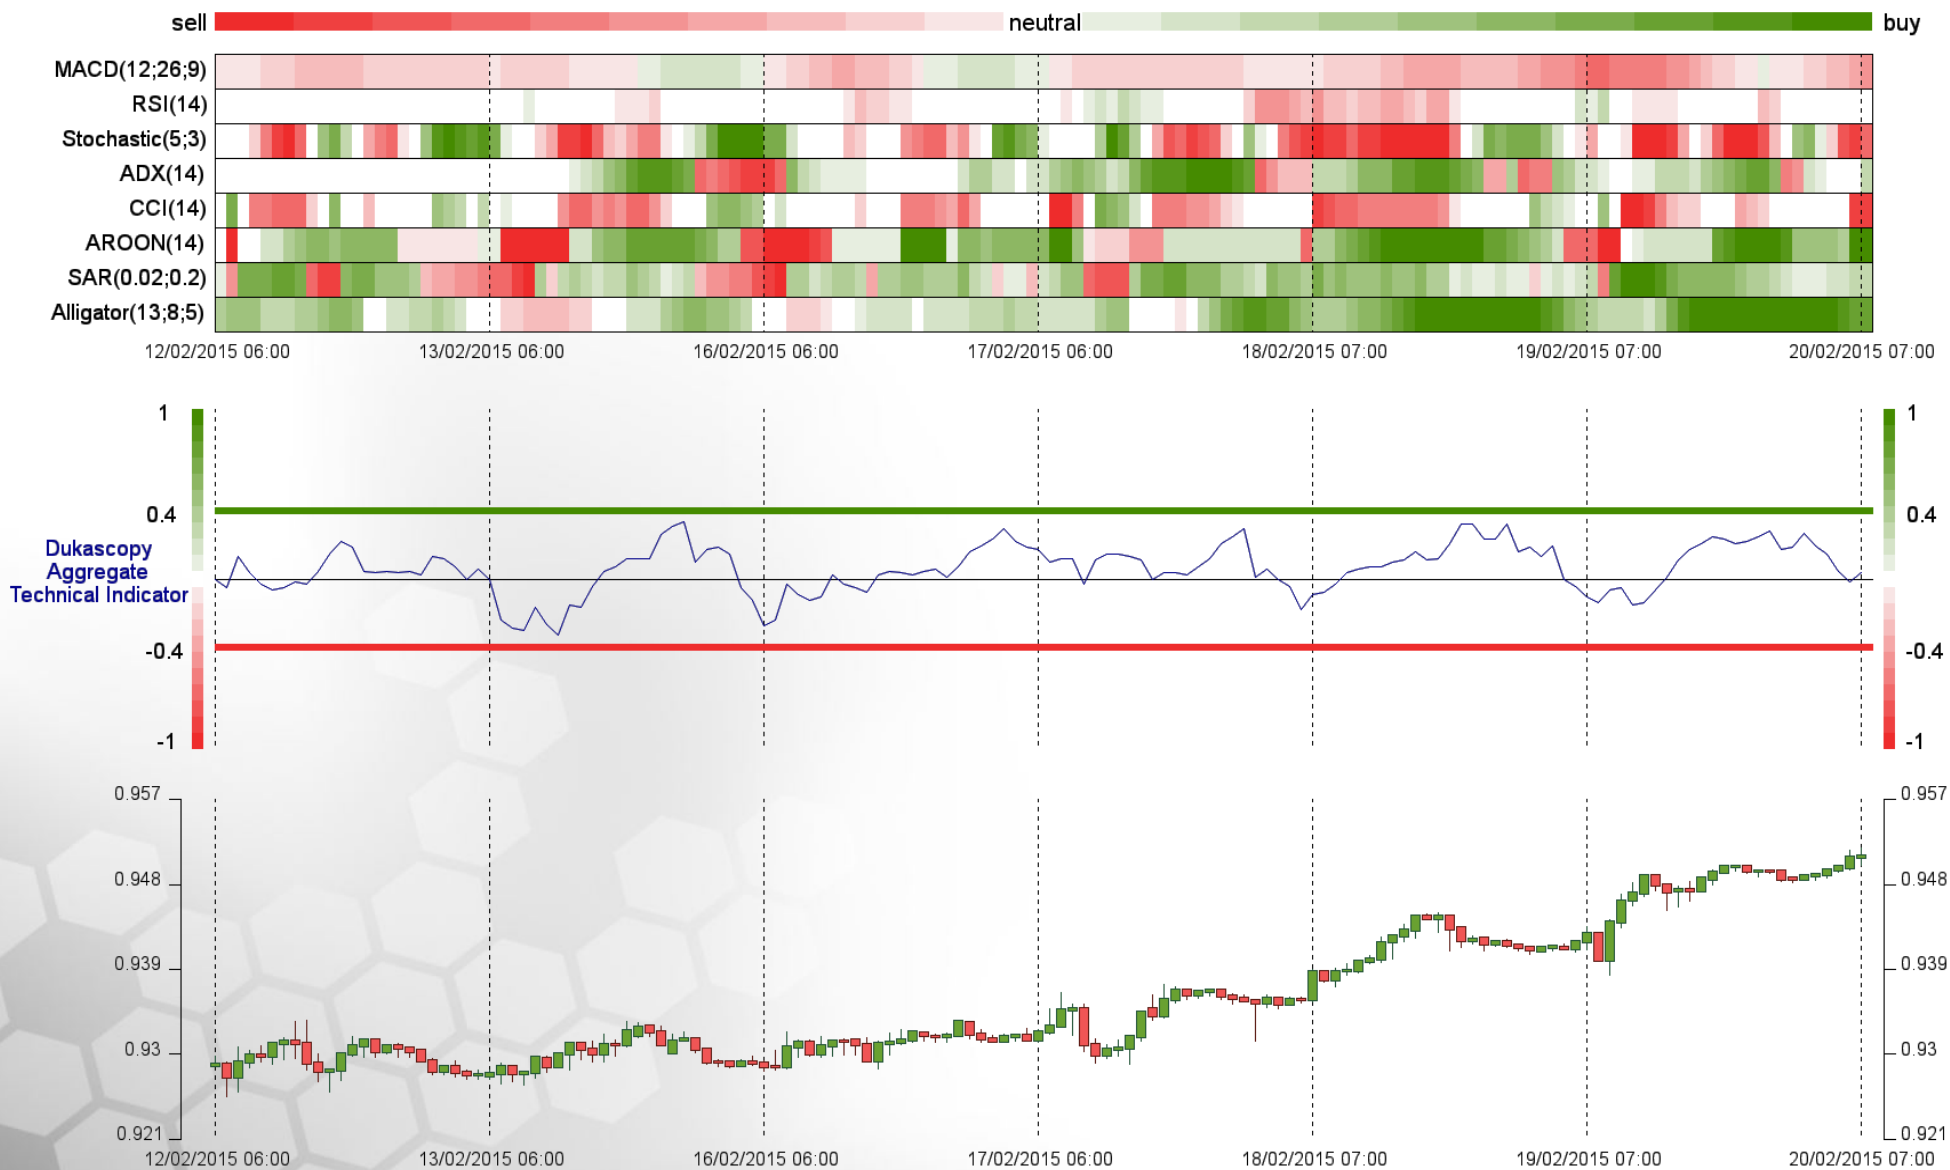 sell neutral buy
MACD(12;26;9)
RSI(14)
Stochastic(5;3)
ADX(14)
CCI(14)
AROON(14)
SAR(0.02;0.2)
Alligator(13;8;5)
12/02/2015 06:00 13/02/2015 06:00 16/02/2015 06:00 17/02/2015 06:00 18/02/2015 07:00 19/02/2015 07:00 20/02/2015 07:00
1 1
0.4 0.4
Dukascopy
Aggregate
Technical Indicator
-0.4 -0.4
-1 -1
0.957 0.957
0.948 0.948
0.939 0.939
0.93 0.93
0.921 0.921
12/02/2015 06:00 13/02/2015 06:00 16/02/2015 06:00 17/02/2015 06:00 18/02/2015 07:00 19/02/2015 07:00 20/02/2015 07:00